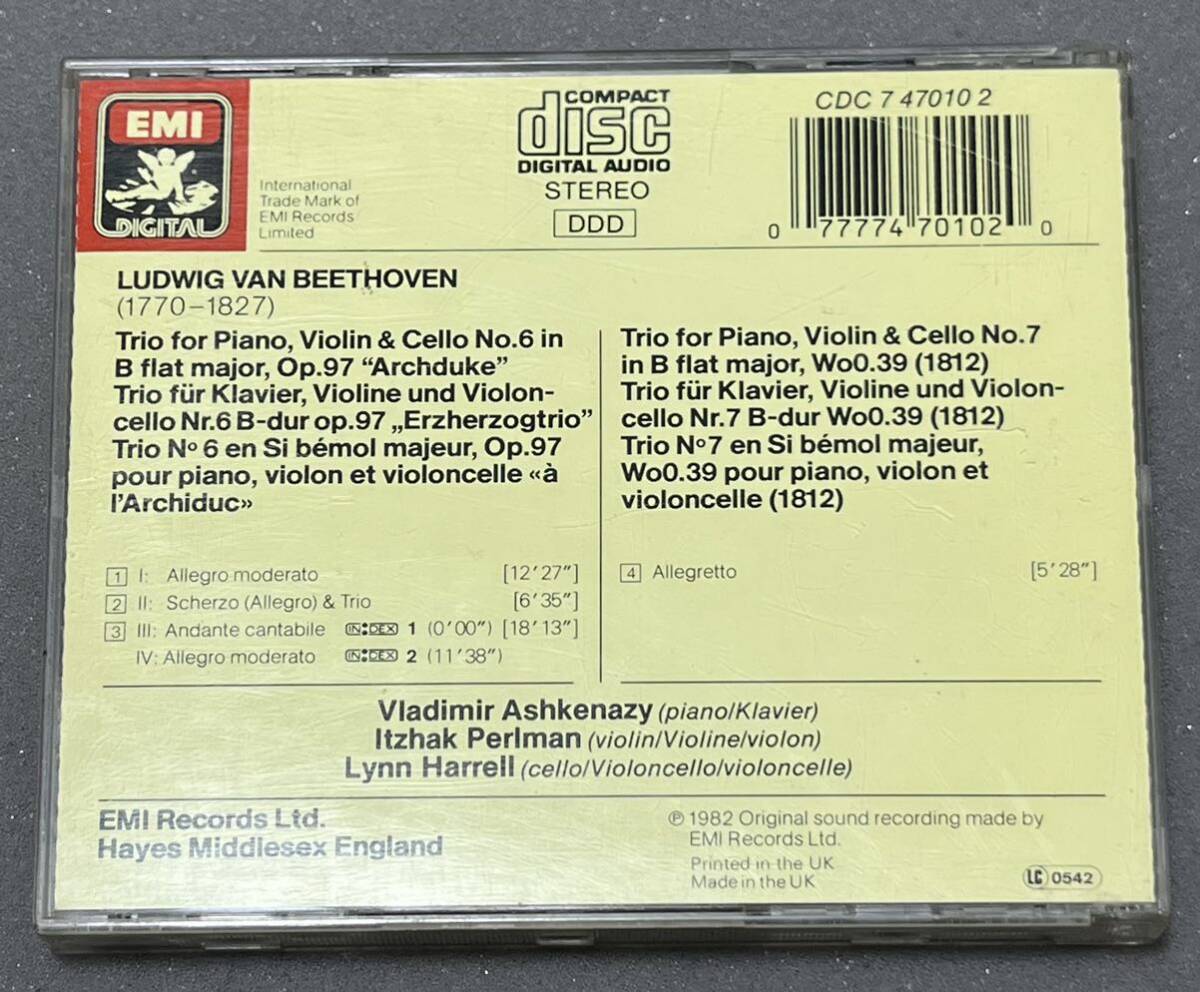 EMI
DIGITAL
International
Trade Mark of
EMI Records
Limited
COMPACT
disc
DIGITAL AUDIO
STEREO
DDD
CDC 7 47010 2
0 77774 70102 0
LUDWIG VAN BEETHOVEN
(1770–1827)
Trio for Piano, Violin & Cello No.6 in
B flat major, Op.97 “Archduke”
Trio für Klavier, Violine und Violon-
cello Nr.6 B-dur op.97 „Erzherzogtrio”
Trio Nº 6 en Si bémol majeur, Op.97
pour piano, violon et violoncelle «à
l’Archiduc»
1 I: Allegro moderato [12’27”]
2 II: Scherzo (Allegro) & Trio [6’35”]
3 III: Andante cantabile INDEX 1 (0’00”) [18’13”]
IV: Allegro moderato INDEX 2 (11’38”)
Trio for Piano, Violin & Cello No.7
in B flat major, Wo0.39 (1812)
Trio für Klavier, Violine und Violon-
cello Nr.7 B-dur Wo0.39 (1812)
Trio Nº7 en Si bémol majeur,
Wo0.39 pour piano, violon et
violoncelle (1812)
4 Allegretto [5’28”]
Vladimir Ashkenazy (piano/Klavier)
Itzhak Perlman (violin/Violine/violon)
Lynn Harrell (cello/Violoncello/violoncelle)
EMI Records Ltd.
Hayes Middlesex England
℗ 1982 Original sound recording made by
EMI Records Ltd.
Printed in the UK
Made in the UK
LC 0542